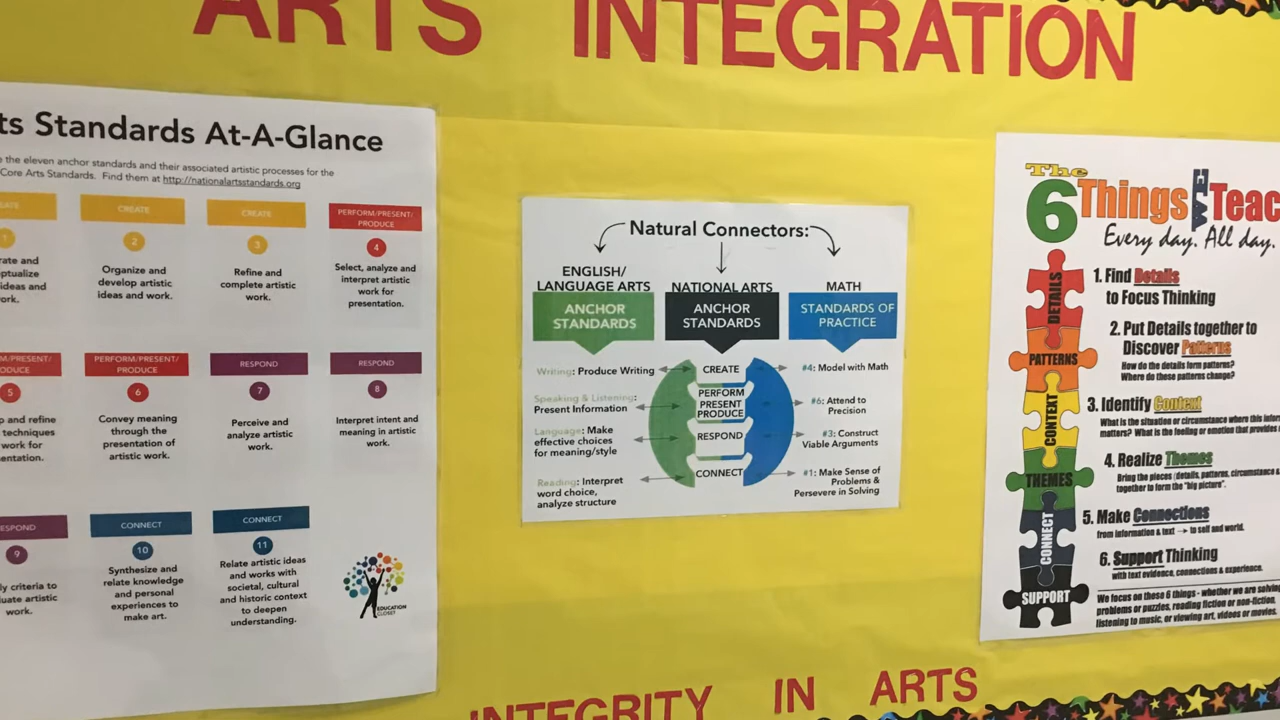 ARTS INTEGRATION
ts Standards At-A-Glance
the eleven anchor standards and their associated artistic processes for the
Core Arts Standards. Find them at http://nationalartsstandards.org
CREATE
2
Organize and
develop artistic
ideas and work.
CREATE
3
Refine and
complete artistic
work.
PERFORM/PRESENT/
PRODUCE
4
Select, analyze and
interpret artistic
work for
presentation.
ideas and
ork.
M/PRESENT/
ODUCE
5
p and refine
techniques
work for
entation.
PERFORM/PRESENT/
PRODUCE
6
Convey meaning
through the
presentation of
artistic work.
RESPOND
7
Perceive and
analyze artistic
work.
RESPOND
8
Interpret intent and
meaning in artistic
work.
ESPOND
9
ly criteria to
uate artistic
work.
CONNECT
10
Synthesize and
relate knowledge
and personal
experiences to
make art.
CONNECT
11
Relate artistic ideas
and works with
societal, cultural
and historic context
to deepen
understanding.
EDUCATION
CLOSET
Natural Connectors:
ENGLISH/
LANGUAGE ARTS
ANCHOR
STANDARDS
NATIONAL ARTS
ANCHOR
STANDARDS
MATH
STANDARDS OF
PRACTICE
Writing: Produce Writing
Speaking & Listening:
Present Information
Language: Make
effective choices
for meaning/style
Reading: Interpret
word choice,
analyze structure
CREATE
PERFORM
PRESENT
PRODUCE
RESPOND
CONNECT
#4: Model with Math
#6: Attend to
Precision
#3: Construct
Viable Arguments
#1: Make Sense of
Problems &
Persevere in Solving
The
6 Things WE Teac
Every day. All day.
DETAILS
PATTERNS
CONTEXT
THEMES
CONNECT
SUPPORT
1. Find Details
to Focus Thinking
2. Put Details together to
Discover Patterns
How do the details form patterns?
Where do these patterns change?
3. Identify Context
What is the situation or circumstance where this infor
matters? What is the feeling or emotion that provides
4. Realize Themes
Bring the pieces (details, patterns, circumstance &
together to form the "big picture".
5. Make Connections
from information & text → to self and world.
6. Support Thinking
with text evidence, connections & experience.
We focus on these 6 things - whether we are solving
problems or puzzles, reading fiction or non-fiction,
listening to music, or viewing art, videos or movies.
INTEGRITY IN ARTS